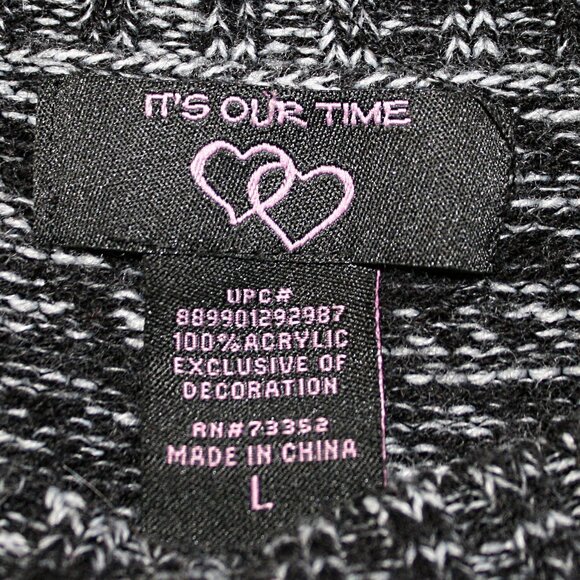 IT'S OUR TIME
UPC#
889901292987
100% ACRYLIC
EXCLUSIVE OF
DECORATION
RN#73352
MADE IN CHINA
L